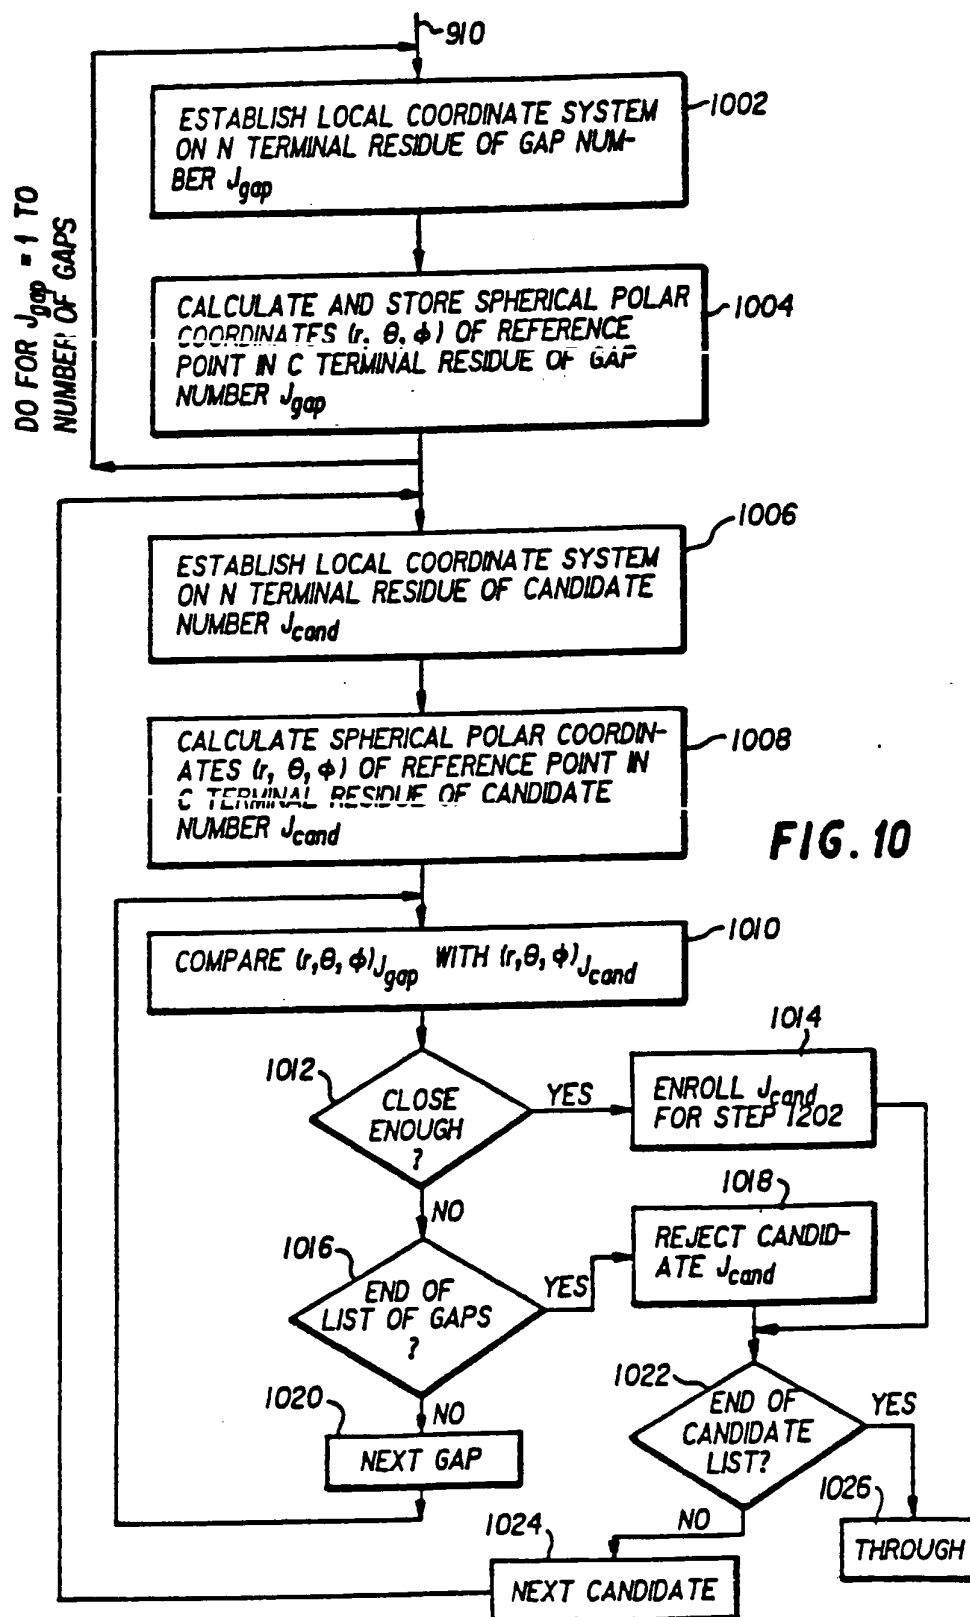 910
ESTABLISH LOCAL COORDINATE SYSTEM
ON N TERMINAL RESIDUE OF GAP NUM-
BER Jgap
1002
DO FOR Jgap = 1 TO
NUMBER OF GAPS
CALCULATE AND STORE SPHERICAL POLAR
COORDINATES (r, θ, ϕ) OF REFERENCE
POINT IN C TERMINAL RESIDUE OF GAP
NUMBER Jgap
1004
ESTABLISH LOCAL COORDINATE SYSTEM
ON N TERMINAL RESIDUE OF CANDIDATE
NUMBER Jcand
1006
CALCULATE SPHERICAL POLAR COORDIN-
ATES (r, θ, ϕ) OF REFERENCE POINT IN
C TERMINAL RESIDUE OF CANDIDATE
NUMBER Jcand
1008
FIG. 10
COMPARE (r,θ,ϕ)Jgap WITH (r,θ,ϕ)Jcand
1010
1012
CLOSE
ENOUGH
?
YES
1014
ENROLL Jcand
FOR STEP 1202
NO
1016
END OF
LIST OF GAPS
?
YES
1018
REJECT CANDID-
ATE Jcand
NO
1020
NEXT GAP
1022
END OF
CANDIDATE
LIST?
YES
1026
THROUGH
NO
1024
NEXT CANDIDATE